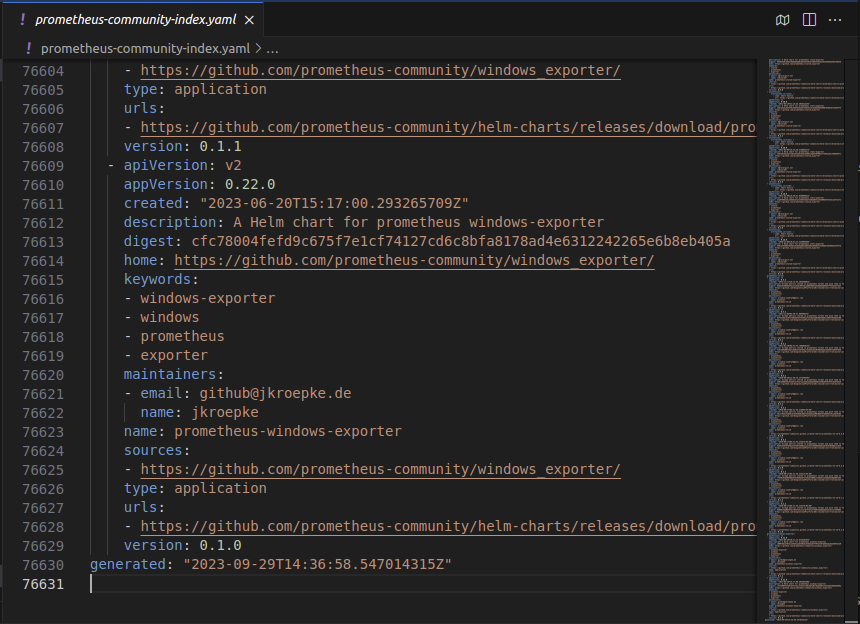 ! prometheus-community-index.yaml ×
! prometheus-community-index.yaml > ...
76604 - https://github.com/prometheus-community/windows_exporter/
76605 type: application
76606 urls:
76607 - https://github.com/prometheus-community/helm-charts/releases/download/pro
76608 version: 0.1.1
76609 - apiVersion: v2
76610 appVersion: 0.22.0
76611 created: "2023-06-20T15:17:00.293265709Z"
76612 description: A Helm chart for prometheus windows-exporter
76613 digest: cfc78004fefd9c675f7e1cf74127cd6c8bfa8178ad4e6312242265e6b8eb405a
76614 home: https://github.com/prometheus-community/windows_exporter/
76615 keywords:
76616 - windows-exporter
76617 - windows
76618 - prometheus
76619 - exporter
76620 maintainers:
76621 - email: github@jkroepke.de
76622 name: jkroepke
76623 name: prometheus-windows-exporter
76624 sources:
76625 - https://github.com/prometheus-community/windows_exporter/
76626 type: application
76627 urls:
76628 - https://github.com/prometheus-community/helm-charts/releases/download/pro
76629 version: 0.1.0
76630 generated: "2023-09-29T14:36:58.547014315Z"
76631